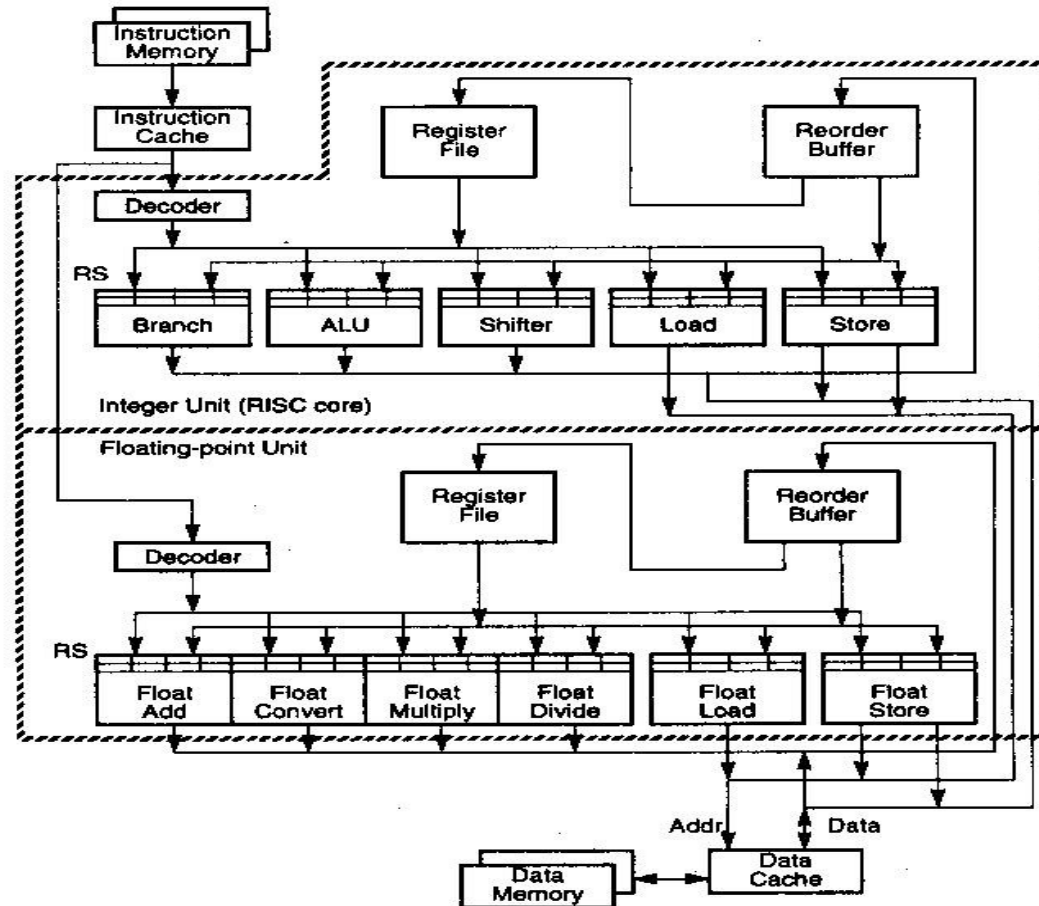 Instruction
Memory
Instruction
Cache
Register
File
Reorder
Buffer
Decoder
RS
Branch
ALU
Shifter
Load
Store
Integer Unit (RISC core)
Floating-point Unit
Register
File
Reorder
Buffer
Decoder
RS
Float
Add
Float
Convert
Float
Multiply
Float
Divide
Float
Load
Float
Store
Addr
Data
Data
Cache
Data
Memory